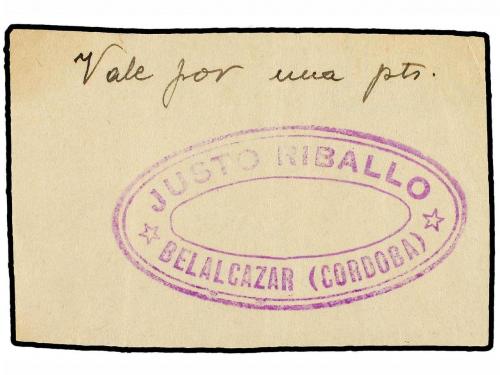 Vale por una pts.
JUSTO RIBALLO
BELALCAZAR (CORDOBA)